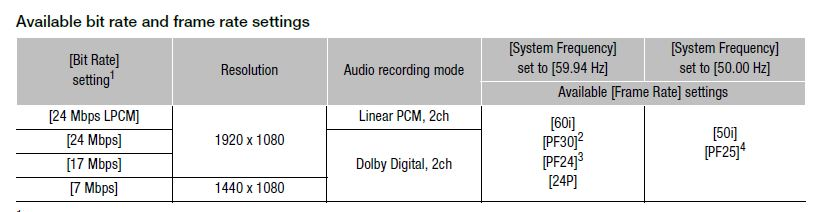 Available bit rate and frame rate settings
[Bit Rate] setting1 Resolution Audio recording mode [System Frequency] set to [59.94 Hz] [System Frequency] set to [50.00 Hz]
Available [Frame Rate] settings
[24 Mbps LPCM] 1920 x 1080 Linear PCM, 2ch [60i] [50i]
[24 Mbps] Dolby Digital, 2ch [PF30]2 [PF25]4
[17 Mbps] [PF24]3
[7 Mbps] 1440 x 1080 [24P]